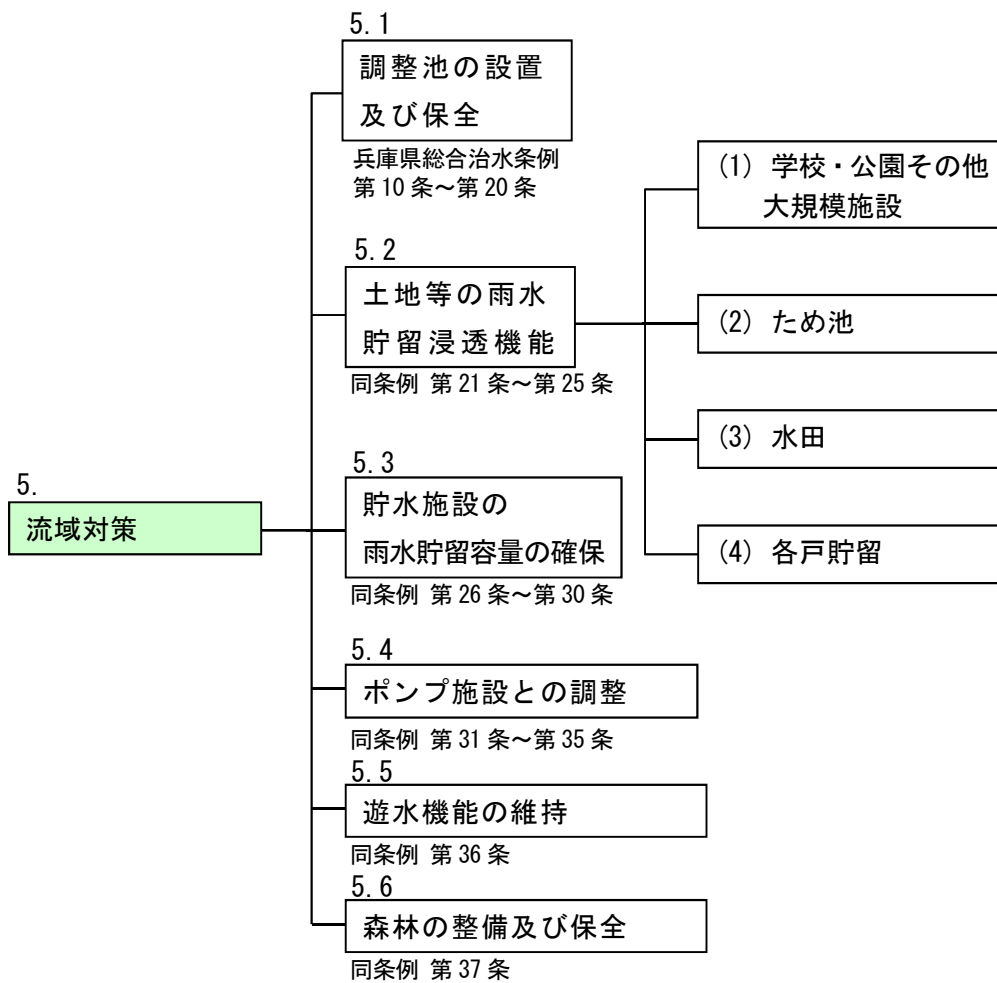 5.
流域対策
5.1
調整池の設置
及び保全
兵庫県総合治水条例
第10条～第20条
5.2
土地等の雨水
貯留浸透機能
同条例 第21条～第25条
(1) 学校・公園その他
大規模施設
(2) ため池
(3) 水田
(4) 各戸貯留
5.3
貯水施設の
雨水貯留容量の確保
同条例 第26条～第30条
5.4
ポンプ施設との調整
同条例 第31条～第35条
5.5
遊水機能の維持
同条例 第36条
5.6
森林の整備及び保全
同条例 第37条